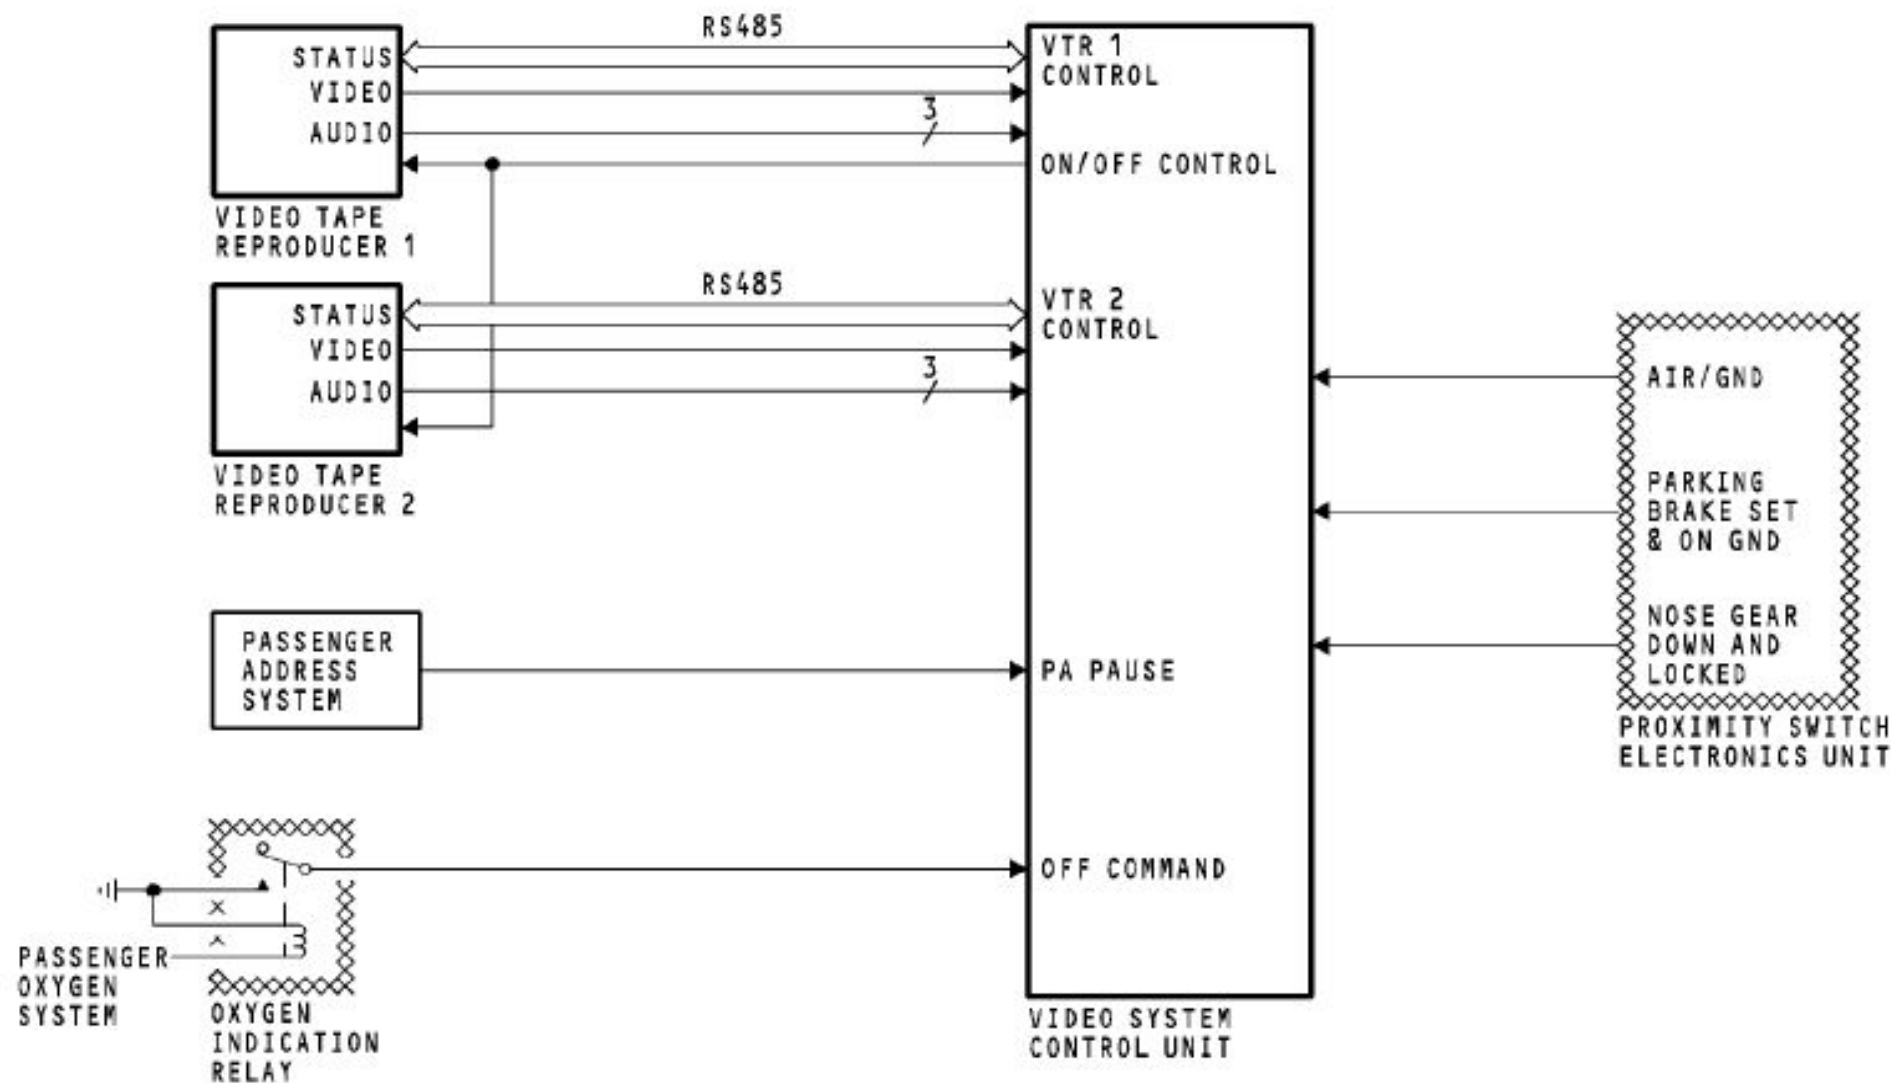 RS485
STATUS
VIDEO
AUDIO
3
VTR 1
CONTROL
ON/OFF CONTROL
VIDEO TAPE
REPRODUCER 1
RS485
STATUS
VIDEO
AUDIO
3
VTR 2
CONTROL
VIDEO TAPE
REPRODUCER 2
AIR/GND
PARKING
BRAKE SET
& ON GND
NOSE GEAR
DOWN AND
LOCKED
PROXIMITY SWITCH
ELECTRONICS UNIT
PASSENGER
ADDRESS
SYSTEM
PA PAUSE
OFF COMMAND
PASSENGER
OXYGEN
SYSTEM
OXYGEN
INDICATION
RELAY
VIDEO SYSTEM
CONTROL UNIT